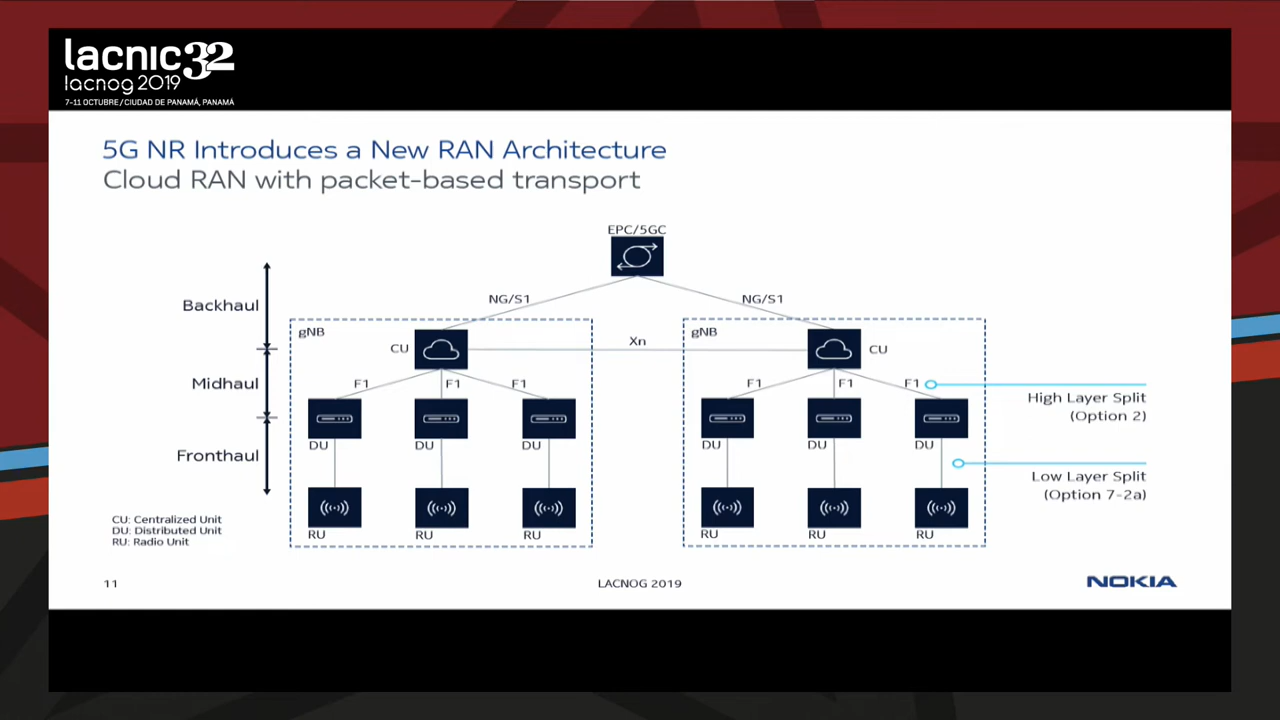 lacnic32
lacnog 2019
7-11 OCTUBRE / CIUDAD DE PANAMÁ, PANAMÁ
5G NR Introduces a New RAN Architecture
Cloud RAN with packet-based transport
EPC/5GC
NG/S1
NG/S1
Backhaul
gNB
gNB
CU
Xn
CU
Midhaul
F1
F1
F1
F1
F1
F1
High Layer Split
(Option 2)
DU
DU
DU
DU
DU
DU
Fronthaul
Low Layer Split
(Option 7-2a)
RU
RU
RU
RU
RU
RU
CU: Centralized Unit
DU: Distributed Unit
RU: Radio Unit
11
LACNOG 2019
NOKIA